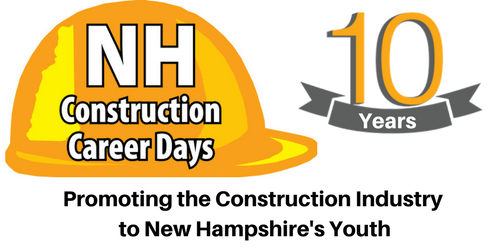 NH
Construction
Career Days
10
Years
Promoting the Construction Industry
to New Hampshire's Youth